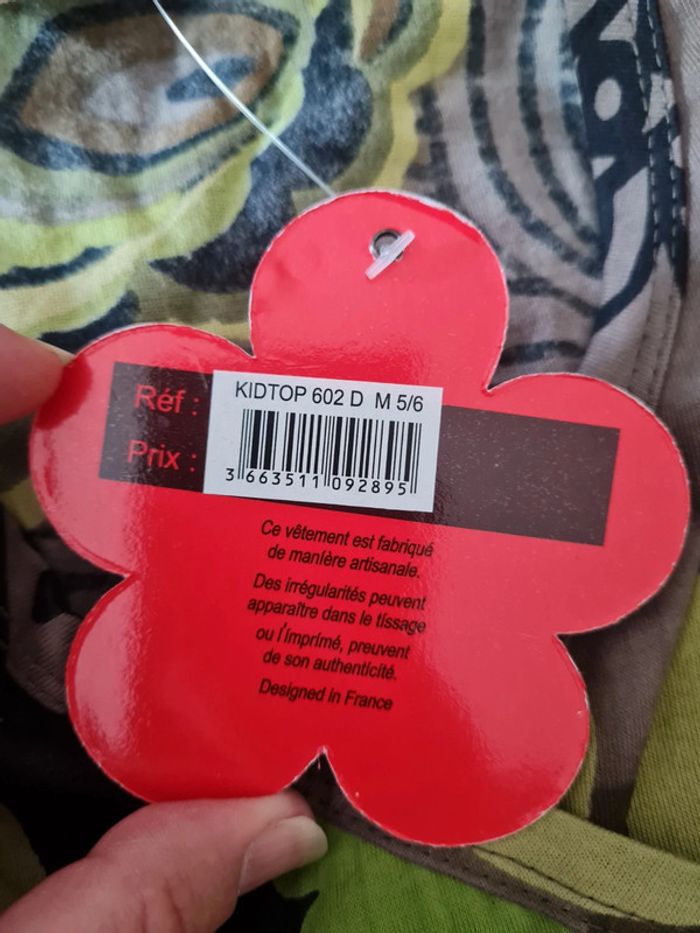 Réf :
KIDTOP 602 D M 5/6
Prix :
3 663511 092895
Ce vêtement est fabriqué
de manière artisanale.
Des irrégularités peuvent
apparaître dans le tissage
ou l'imprimé, preuvent
de son authenticité.
Designed in France